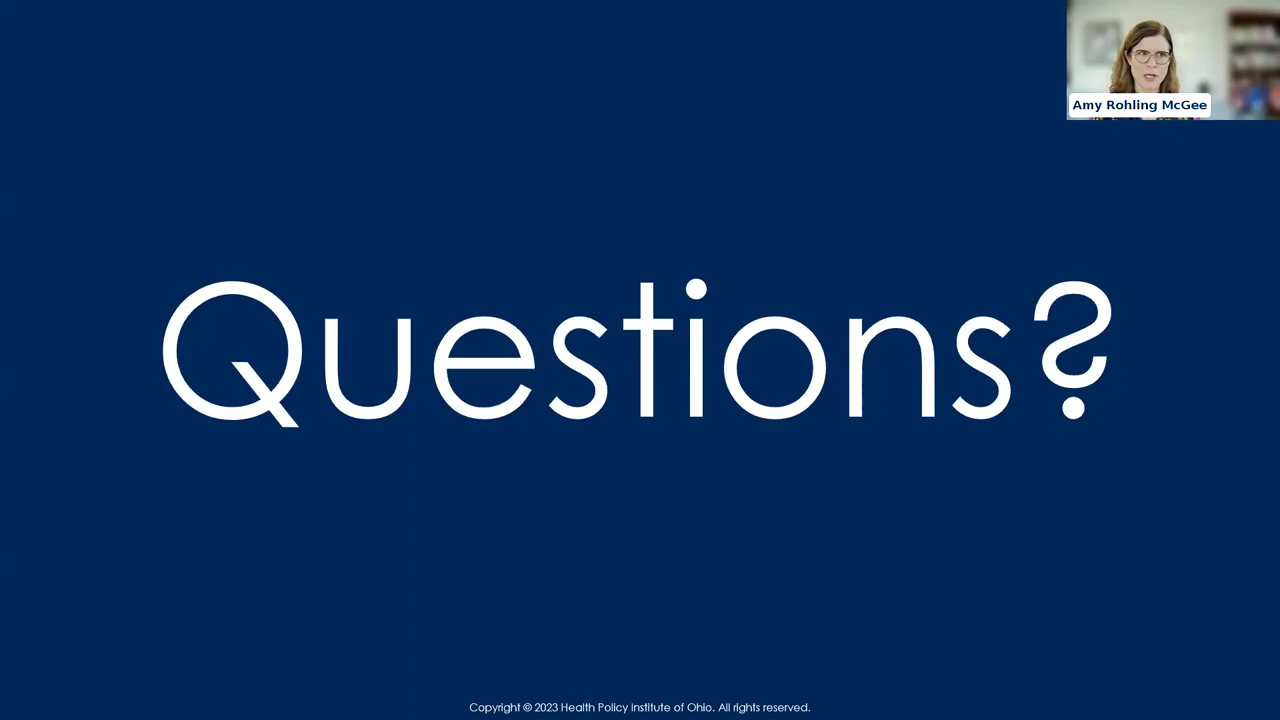 Amy Rohling McGee
Questions?
Copyright © 2023 Health Policy Institute of Ohio. All rights reserved.